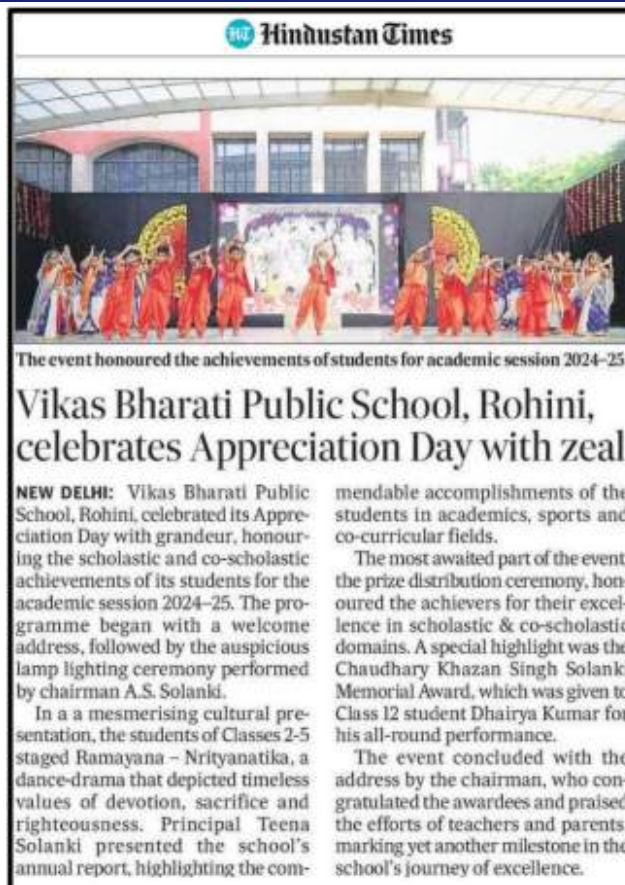 HT Hindustan Times
The event honoured the achievements of students for academic session 2024–25
Vikas Bharati Public School, Rohini,
celebrates Appreciation Day with zeal
NEW DELHI: Vikas Bharati Public
School, Rohini, celebrated its Appre-
ciation Day with grandeur, honour-
ing the scholastic and co-scholastic
achievements of its students for the
academic session 2024–25. The pro-
gramme began with a welcome
address, followed by the auspicious
lamp lighting ceremony performed
by chairman A.S. Solanki.
In a a mesmerising cultural pre-
sentation, the students of Classes 2-5
staged Ramayana – Nrityanatika, a
dance-drama that depicted timeless
values of devotion, sacrifice and
righteousness. Principal Teena
Solanki presented the school's
annual report, highlighting the com-
mendable accomplishments of the
students in academics, sports and
co-curricular fields.
The most awaited part of the event
the prize distribution ceremony, hon-
oured the achievers for their excel-
lence in scholastic & co-scholastic
domains. A special highlight was the
Chaudhary Khazan Singh Solanki
Memorial Award, which was given to
Class 12 student Dhairya Kumar for
his all-round performance.
The event concluded with the
address by the chairman, who con-
gratulated the awardees and praised
the efforts of teachers and parents
marking yet another milestone in the
school's journey of excellence.